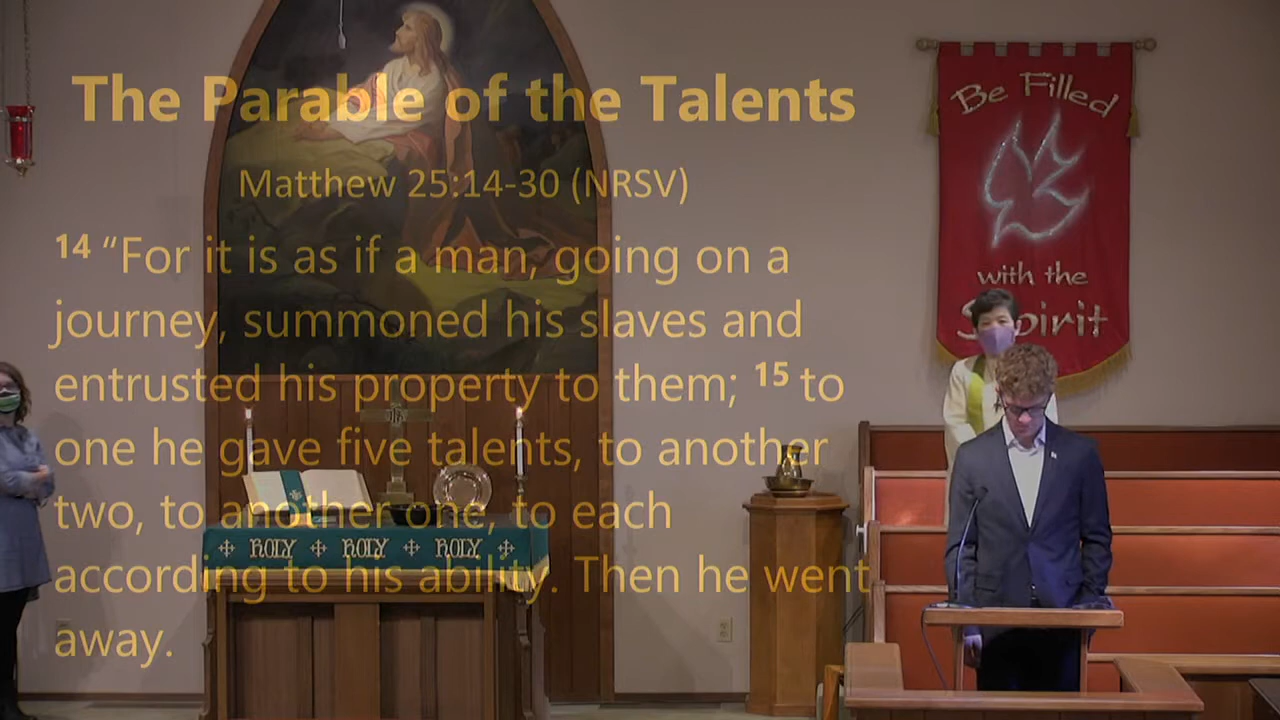 The Parable of the Talents
Matthew 25:14-30 (NRSV)
14 “For it is as if a man, going on a
journey, summoned his slaves and
entrusted his property to them; 15 to
one he gave five talents, to another
two, to another one, to each
according to his ability. Then he went
away.
Be Filled
with the
Spirit
HOLY HOLY HOLY
IHS